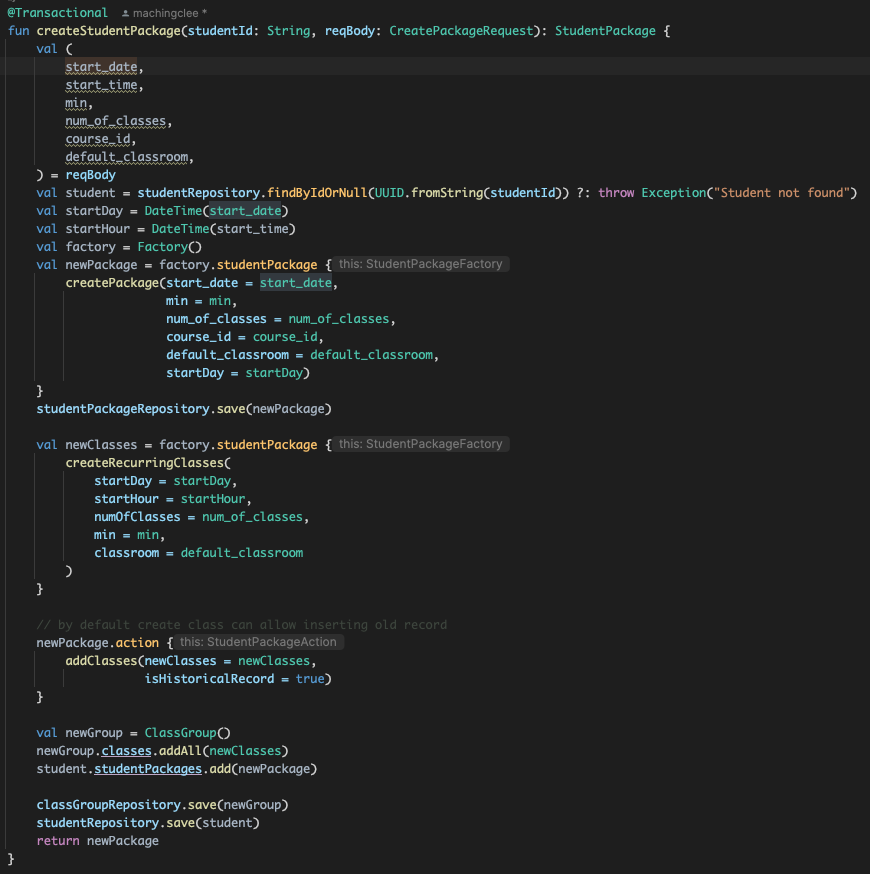 @Transactional machingclee *
fun createStudentPackage(studentId: String, reqBody: CreatePackageRequest): StudentPackage {
    val (
        start_date,
        start_time,
        min,
        num_of_classes,
        course_id,
        default_classroom,
    ) = reqBody
    val student = studentRepository.findByIdOrNull(UUID.fromString(studentId)) ?: throw Exception("Student not found")
    val startDay = DateTime(start_date)
    val startHour = DateTime(start_time)
    val factory = Factory()
    val newPackage = factory.studentPackage { this: StudentPackageFactory
        createPackage(start_date = start_date,
                      min = min,
                      num_of_classes = num_of_classes,
                      course_id = course_id,
                      default_classroom = default_classroom,
                      startDay = startDay)
    }
    studentPackageRepository.save(newPackage)

    val newClasses = factory.studentPackage { this: StudentPackageFactory
        createRecurringClasses(
            startDay = startDay,
            startHour = startHour,
            numOfClasses = num_of_classes,
            min = min,
            classroom = default_classroom
        )
    }

    // by default create class can allow inserting old record
    newPackage.action { this: StudentPackageAction
        addClasses(newClasses = newClasses,
                   isHistoricalRecord = true)
    }

    val newGroup = ClassGroup()
    newGroup.classes.addAll(newClasses)
    student.studentPackages.add(newPackage)

    classGroupRepository.save(newGroup)
    studentRepository.save(student)
    return newPackage
}